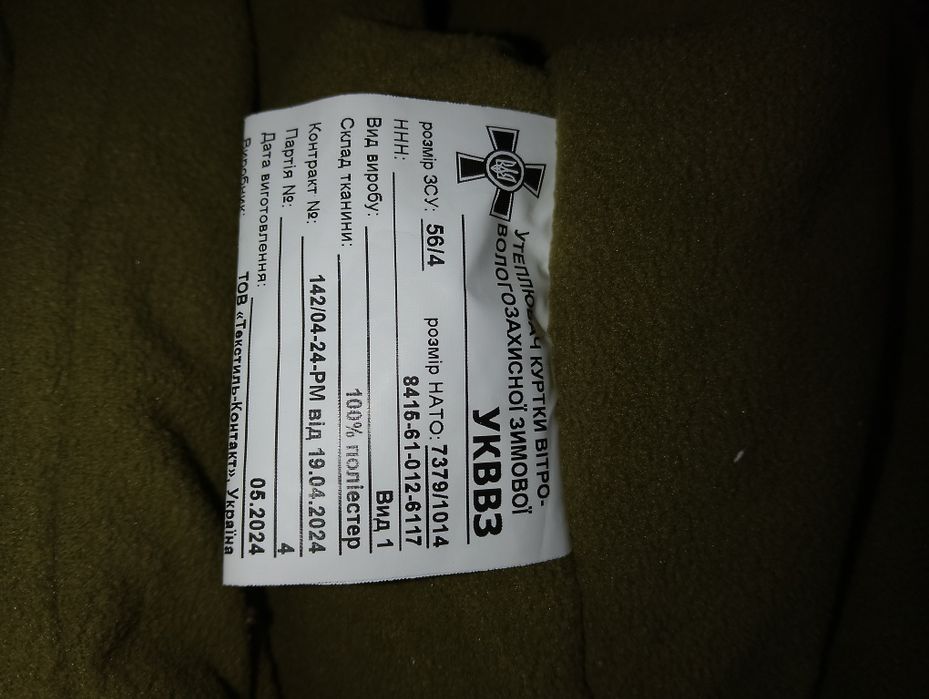 УТЕПЛЮВАЧ КУРТКИ ВІТРО-
ВОЛОГОЗАХИСНОЇ ЗИМОВОЇ
УКВВЗ
розмір ЗСУ: 56/4 розмір НАТО: 7379/1014
ННН: 8415-61-012-6117
Вид виробу: Вид 1
Склад тканини: 100% поліестер
Контракт №: 142/04-24-РМ від 19.04.2024
Партія №: 4
Дата виготовлення: 05.2024
Виробник: ТОВ «Текстиль-Контакт», Україна